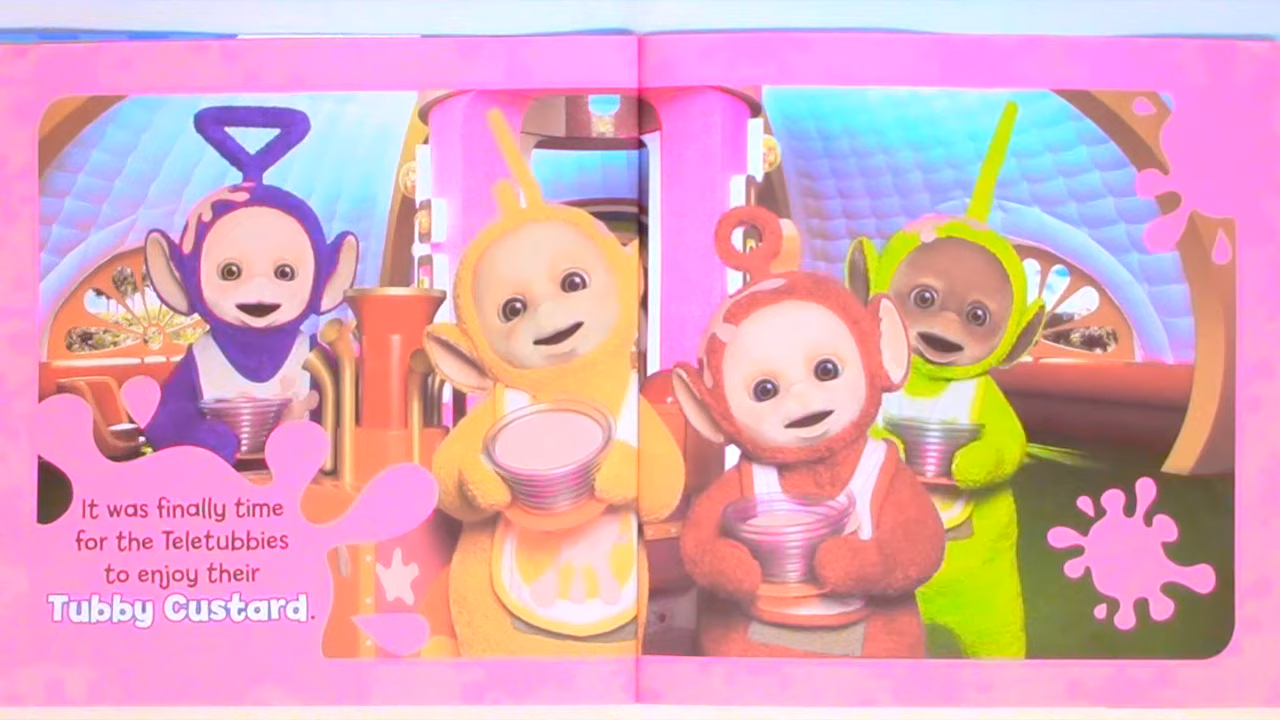 It was finally time
for the Teletubbies
to enjoy their
Tubby Custard.